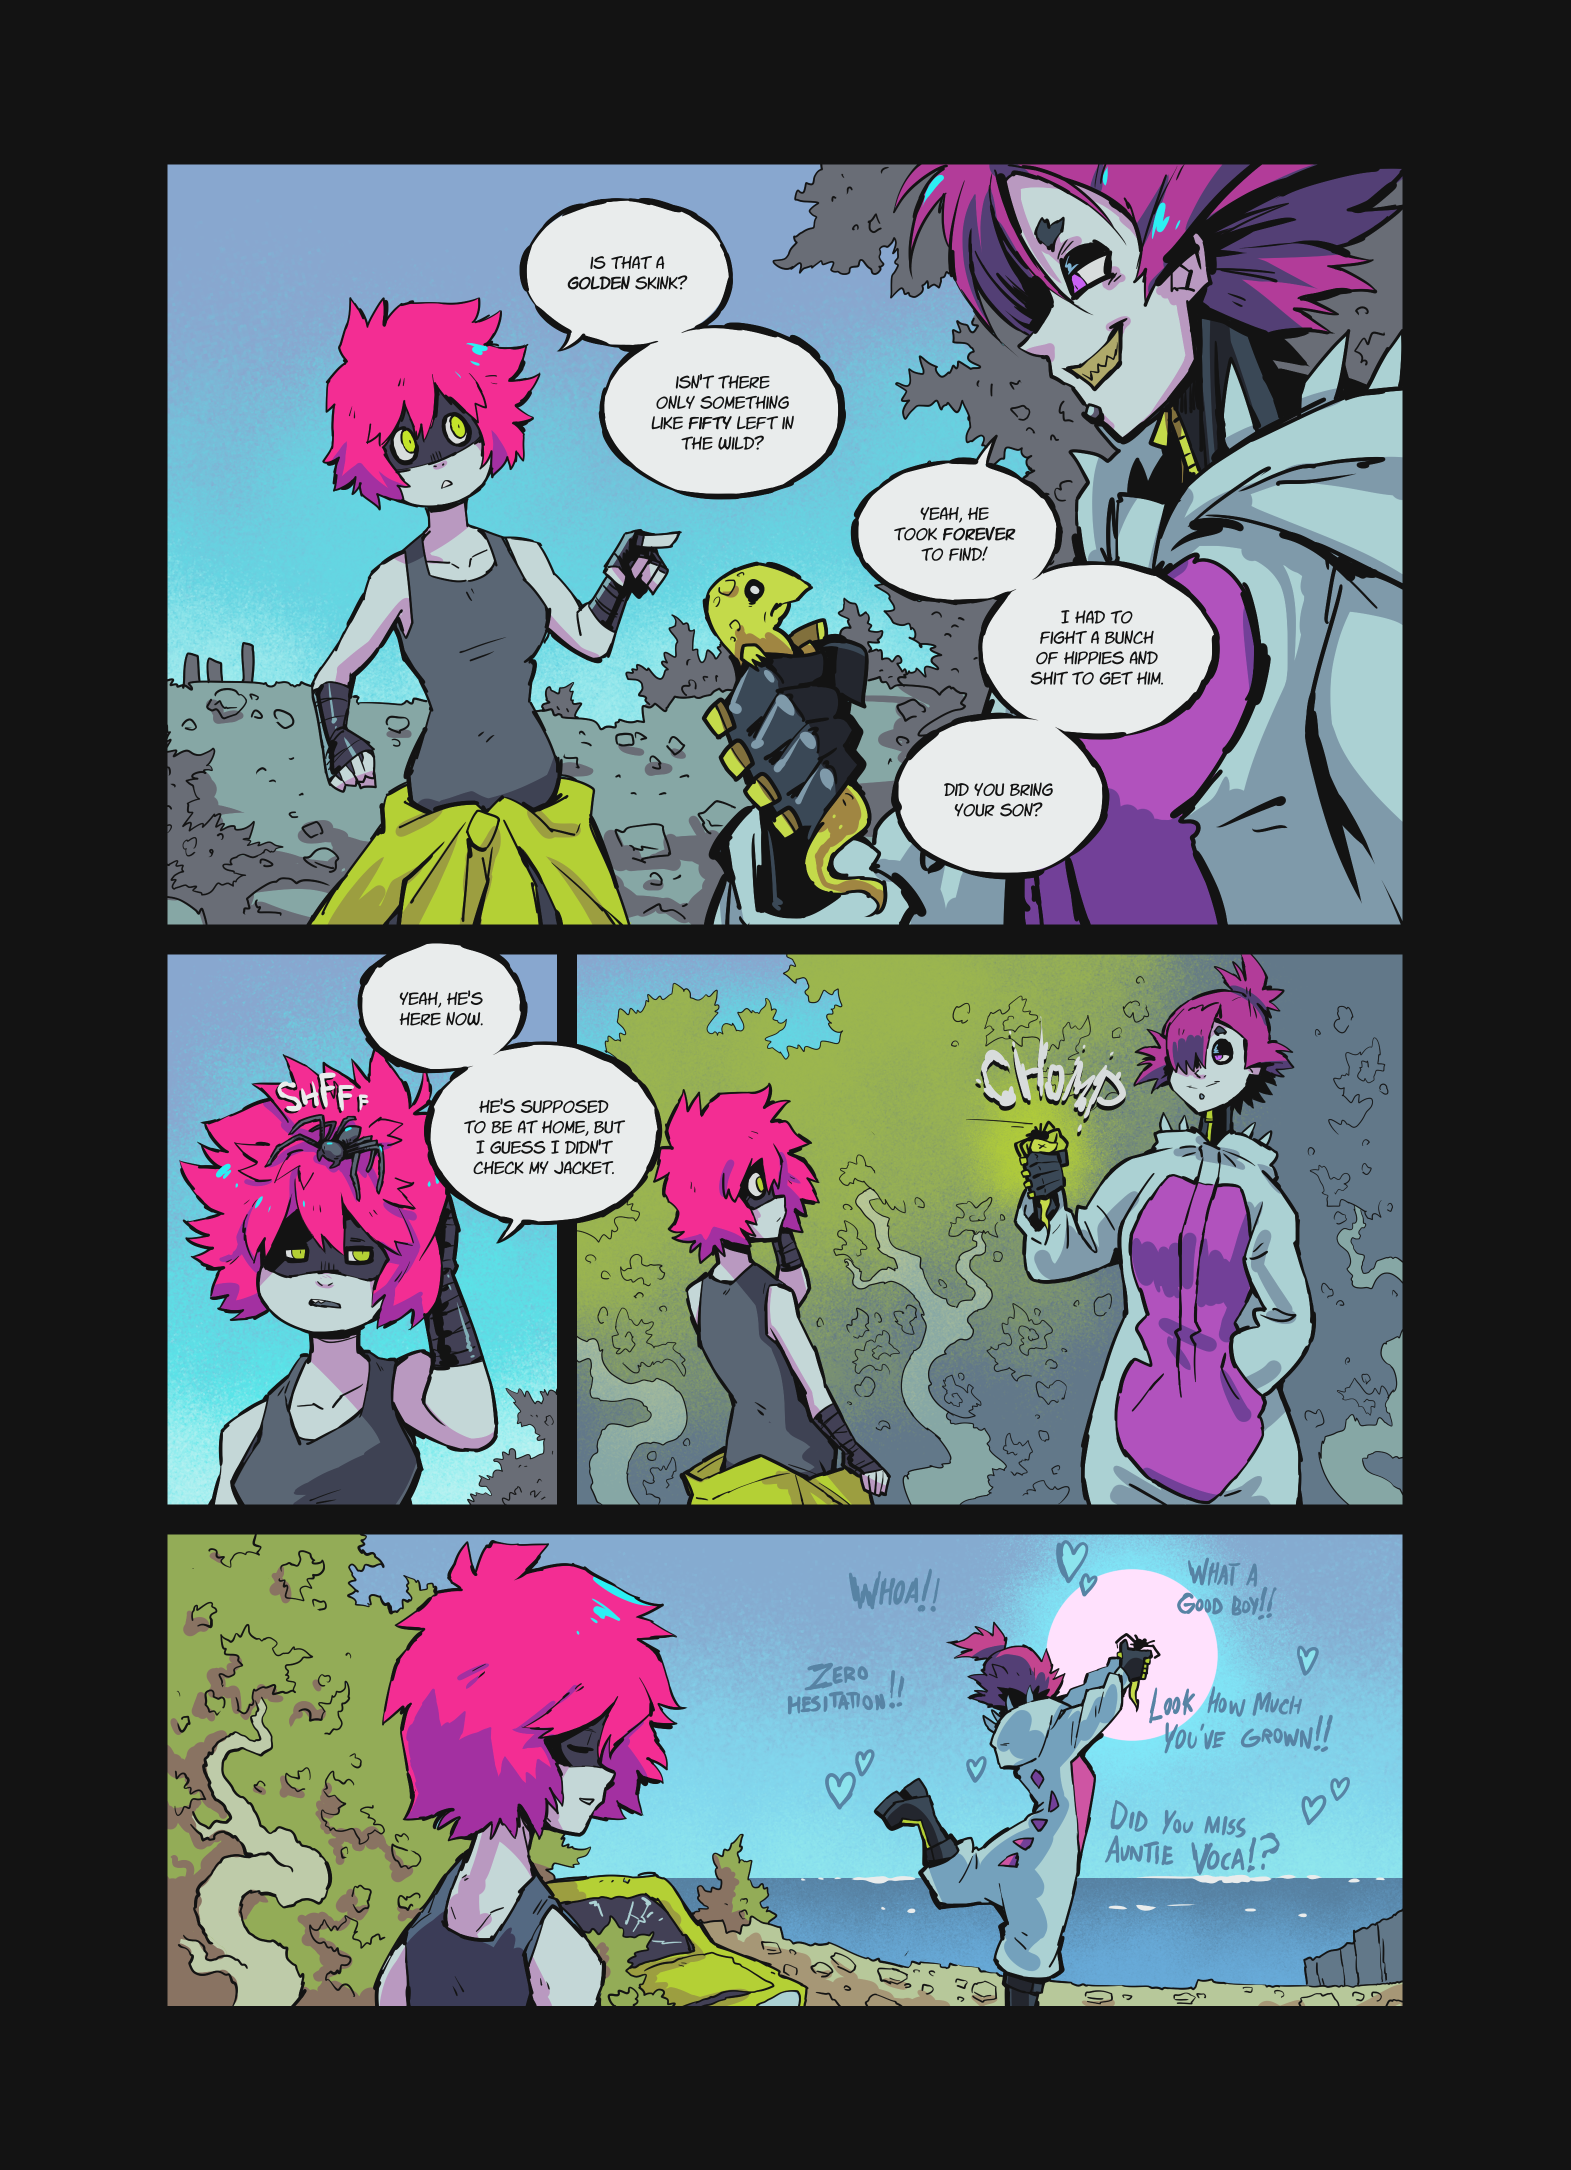 IS THAT A
GOLDEN SKINK?
ISN'T THERE
ONLY SOMETHING
LIKE FIFTY LEFT IN
THE WILD?
YEAH, HE
TOOK FOREVER
TO FIND!
I HAD TO
FIGHT A BUNCH
OF HIPPIES AND
SHIT TO GET HIM.
DID YOU BRING
YOUR SON?
YEAH, HE'S
HERE NOW.
HE'S SUPPOSED
TO BE AT HOME, BUT
I GUESS I DIDN'T
CHECK MY JACKET.
SHFFF
CHOMP
WHOA!!
ZERO
HESITATION!!
WHAT A
GOOD BOY!!
LOOK HOW MUCH
YOU'VE GROWN!!
DID YOU MISS
AUNTIE VOCA!?